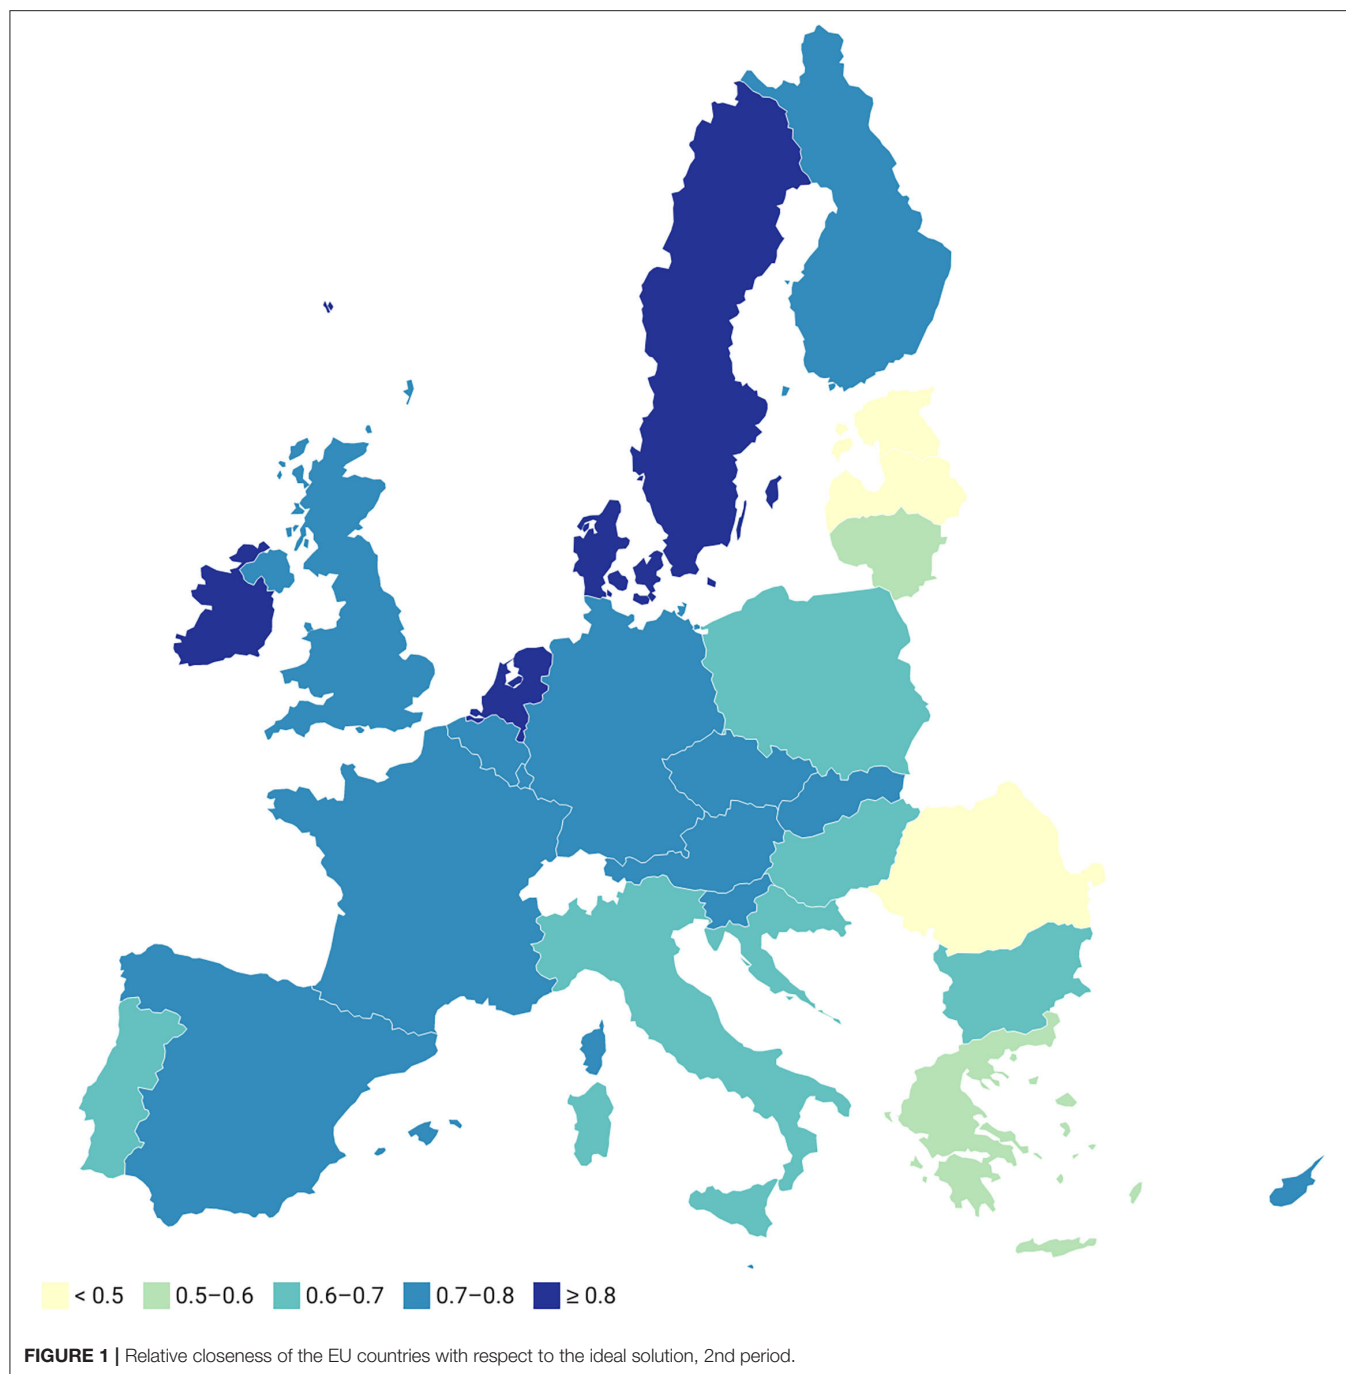 < 0.5 0.5–0.6 0.6–0.7 0.7–0.8 ≥ 0.8
FIGURE 1 | Relative closeness of the EU countries with respect to the ideal solution, 2nd period.